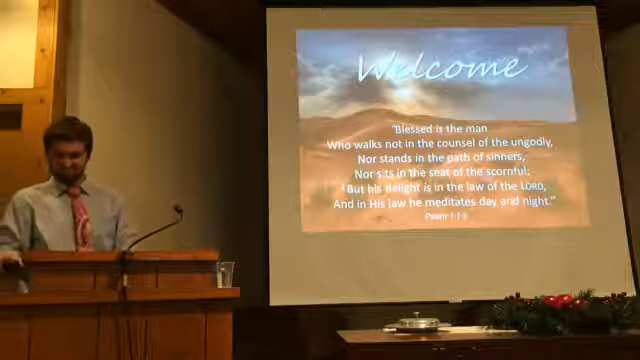 Welcome
"Blessed is the man
Who walks not in the counsel of the ungodly,
Nor stands in the path of sinners,
Nor sits in the seat of the scornful;
² But his delight is in the law of the LORD,
And in His law he meditates day and night."
Psalm